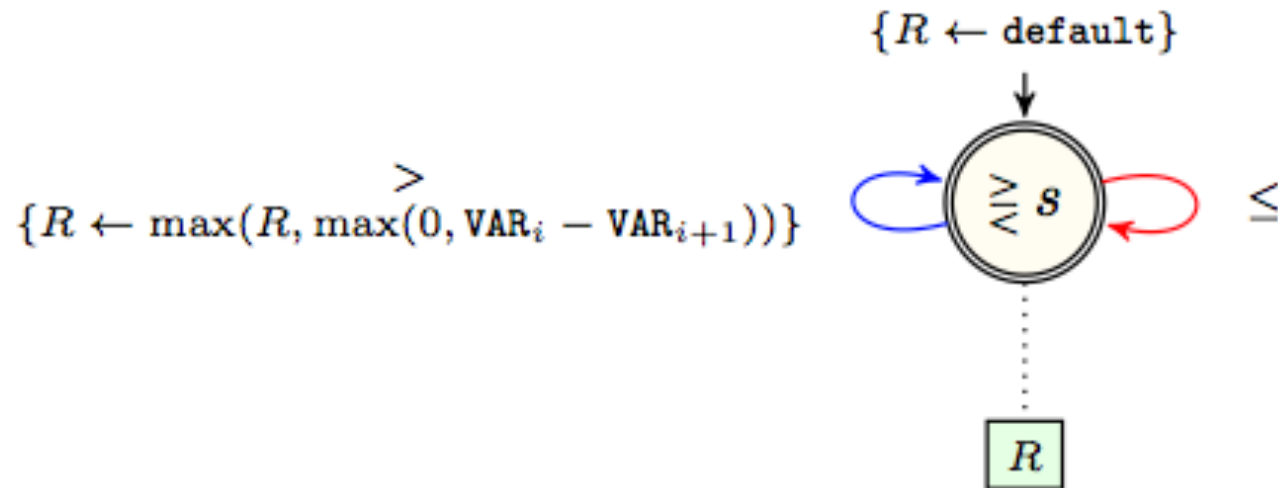 {R ← default}
>
{R ← max(R, max(0, VAR_i − VAR_{i+1}))}
≥
≤ s
≤
R